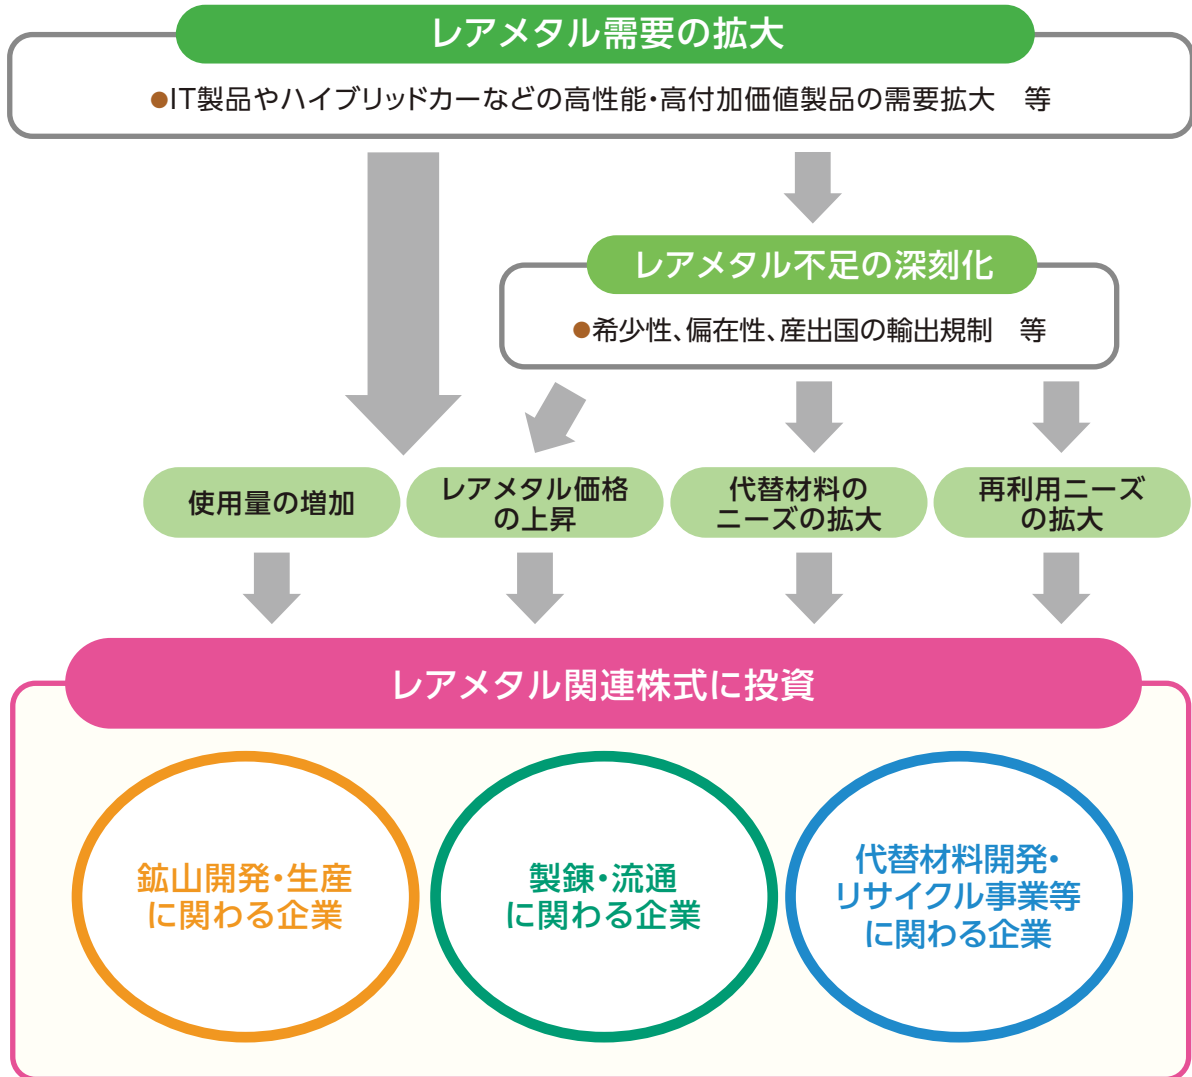 レアメタル需要の拡大
●IT製品やハイブリッドカーなどの高性能・高付加価値製品の需要拡大　等
レアメタル不足の深刻化
●希少性、偏在性、産出国の輸出規制　等
使用量の増加
レアメタル価格
の上昇
代替材料の
ニーズの拡大
再利用ニーズ
の拡大
レアメタル関連株式に投資
鉱山開発・生産
に関わる企業
製錬・流通
に関わる企業
代替材料開発・
リサイクル事業等
に関わる企業